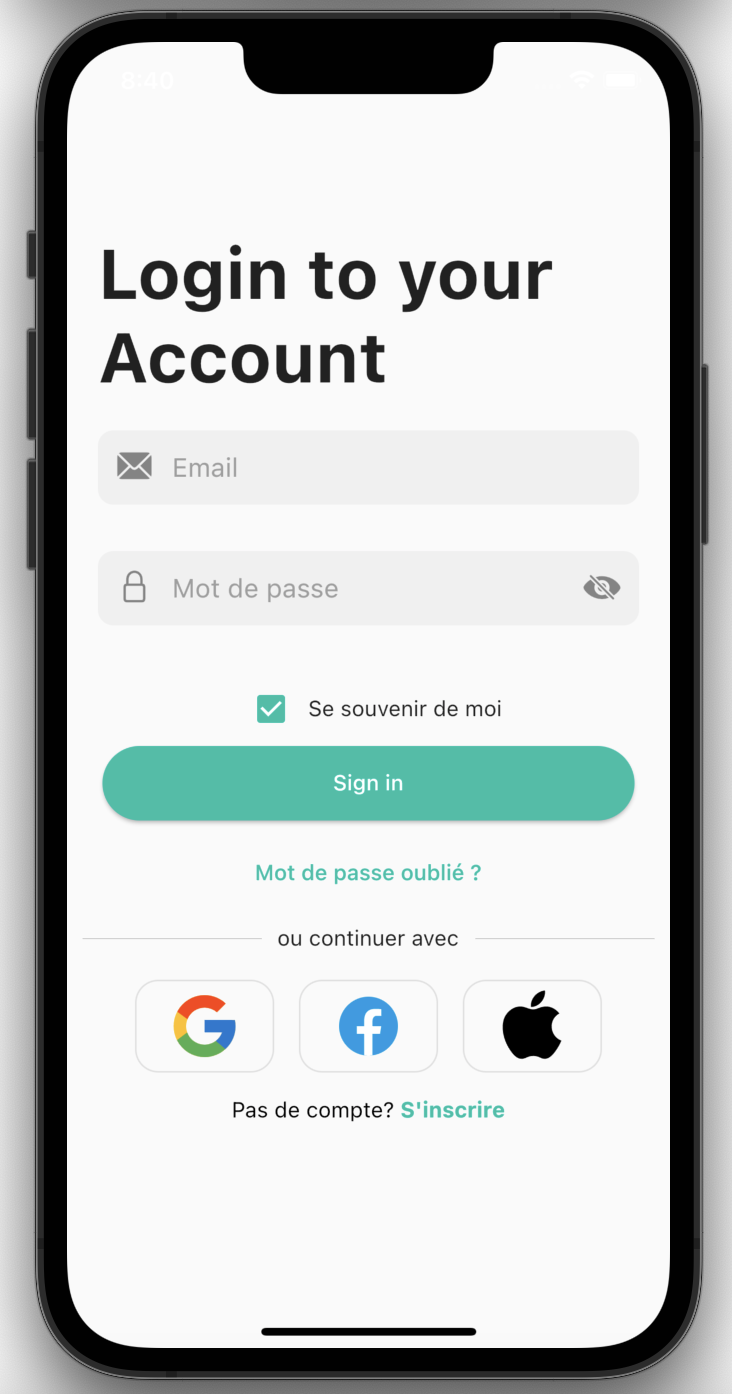 8:40
Login to your
Account
Email
Mot de passe
Se souvenir de moi
Sign in
Mot de passe oublié ?
ou continuer avec
Pas de compte? S'inscrire